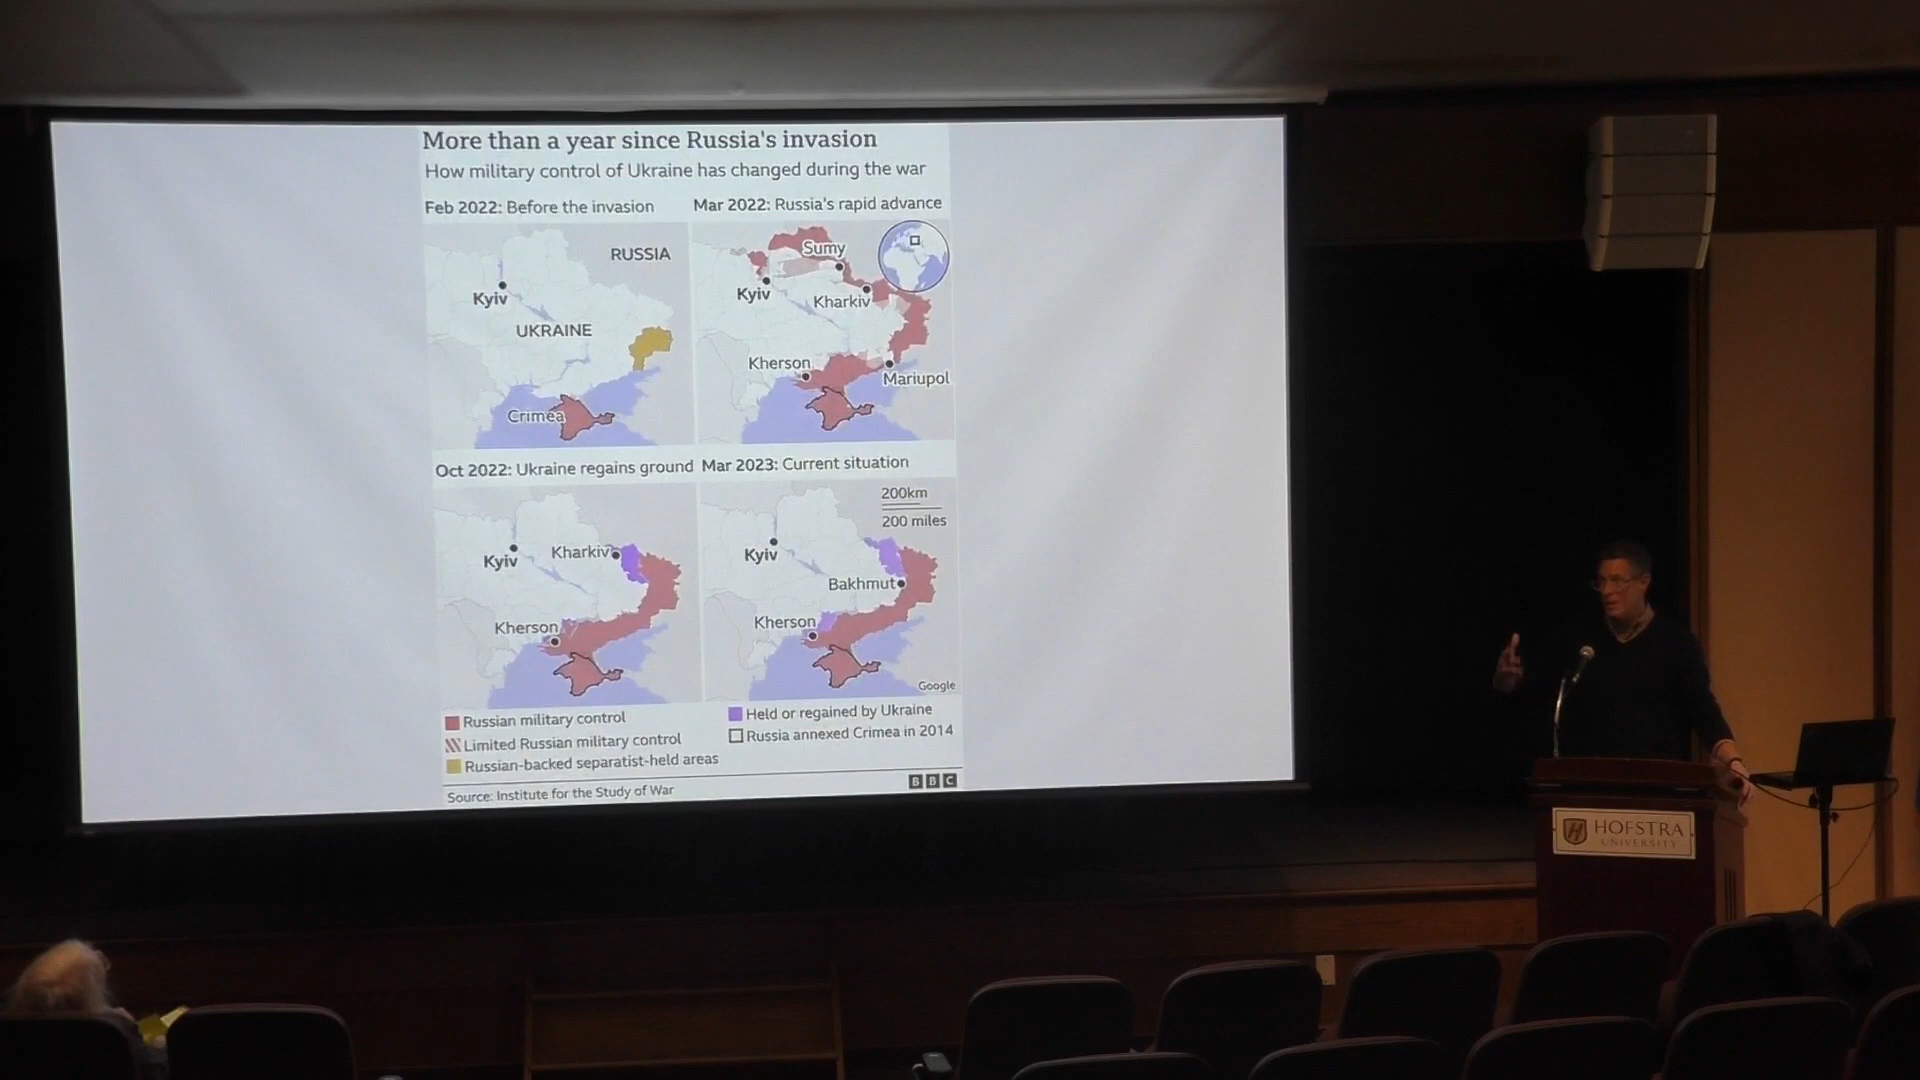 More than a year since Russia's invasion
How military control of Ukraine has changed during the war
Feb 2022: Before the invasion
RUSSIA
Kyiv
UKRAINE
Crimea
Mar 2022: Russia's rapid advance
Sumy
Kyiv
Kharkiv
Kherson
Mariupol
Oct 2022: Ukraine regains ground
Kyiv
Kharkiv
Kherson
Mar 2023: Current situation
200km
200 miles
Kyiv
Bakhmut
Kherson
Google
Russian military control
Limited Russian military control
Russian-backed separatist-held areas
Held or regained by Ukraine
Russia annexed Crimea in 2014
Source: Institute for the Study of War
BBC
H
HOFSTRA
UNIVERSITY